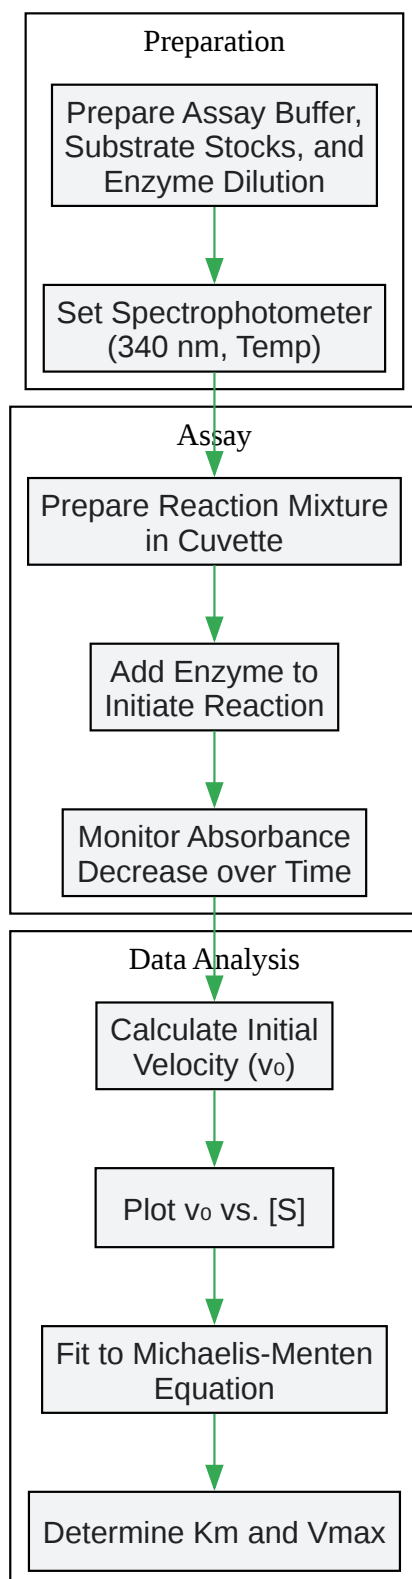 Preparation
Prepare Assay Buffer,
Substrate Stocks, and
Enzyme Dilution
Set Spectrophotometer
(340 nm, Temp)
Assay
Prepare Reaction Mixture
in Cuvette
Add Enzyme to
Initiate Reaction
Monitor Absorbance
Decrease over Time
Data Analysis
Calculate Initial
Velocity (v₀)
Plot v₀ vs. [S]
Fit to Michaelis-Menten
Equation
Determine Km and Vmax